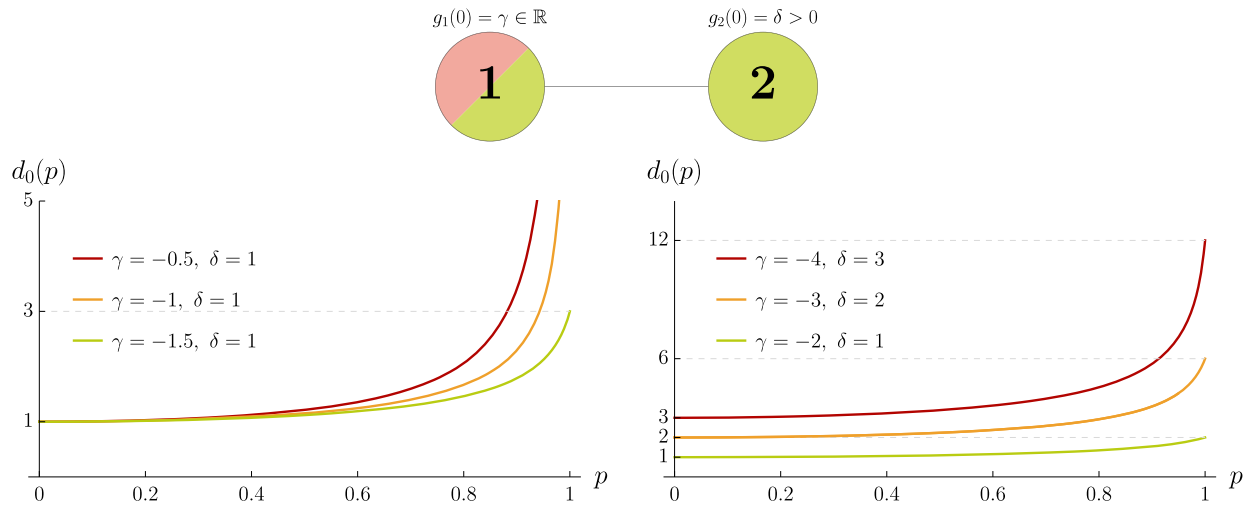 g₁(0) = γ ∈ ℝ
g₂(0) = δ > 0
1
2
d₀(p)
5
3
1
γ = −0.5, δ = 1
γ = −1, δ = 1
γ = −1.5, δ = 1
0 0.2 0.4 0.6 0.8 1 p
d₀(p)
12
6
3
2
1
γ = −4, δ = 3
γ = −3, δ = 2
γ = −2, δ = 1
0 0.2 0.4 0.6 0.8 1 p